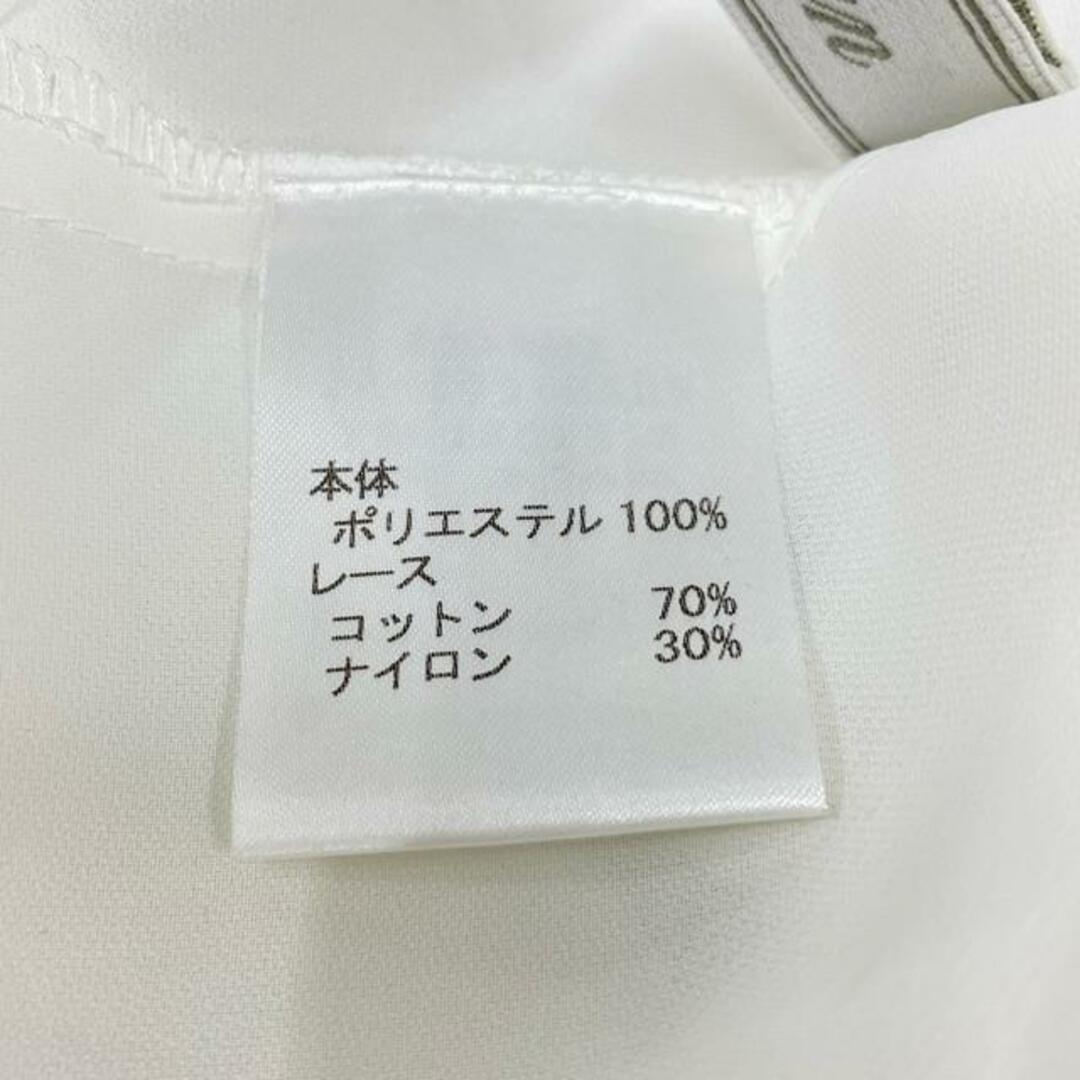 本体
ポリエステル 100%
レース
コットン 70%
ナイロン 30%